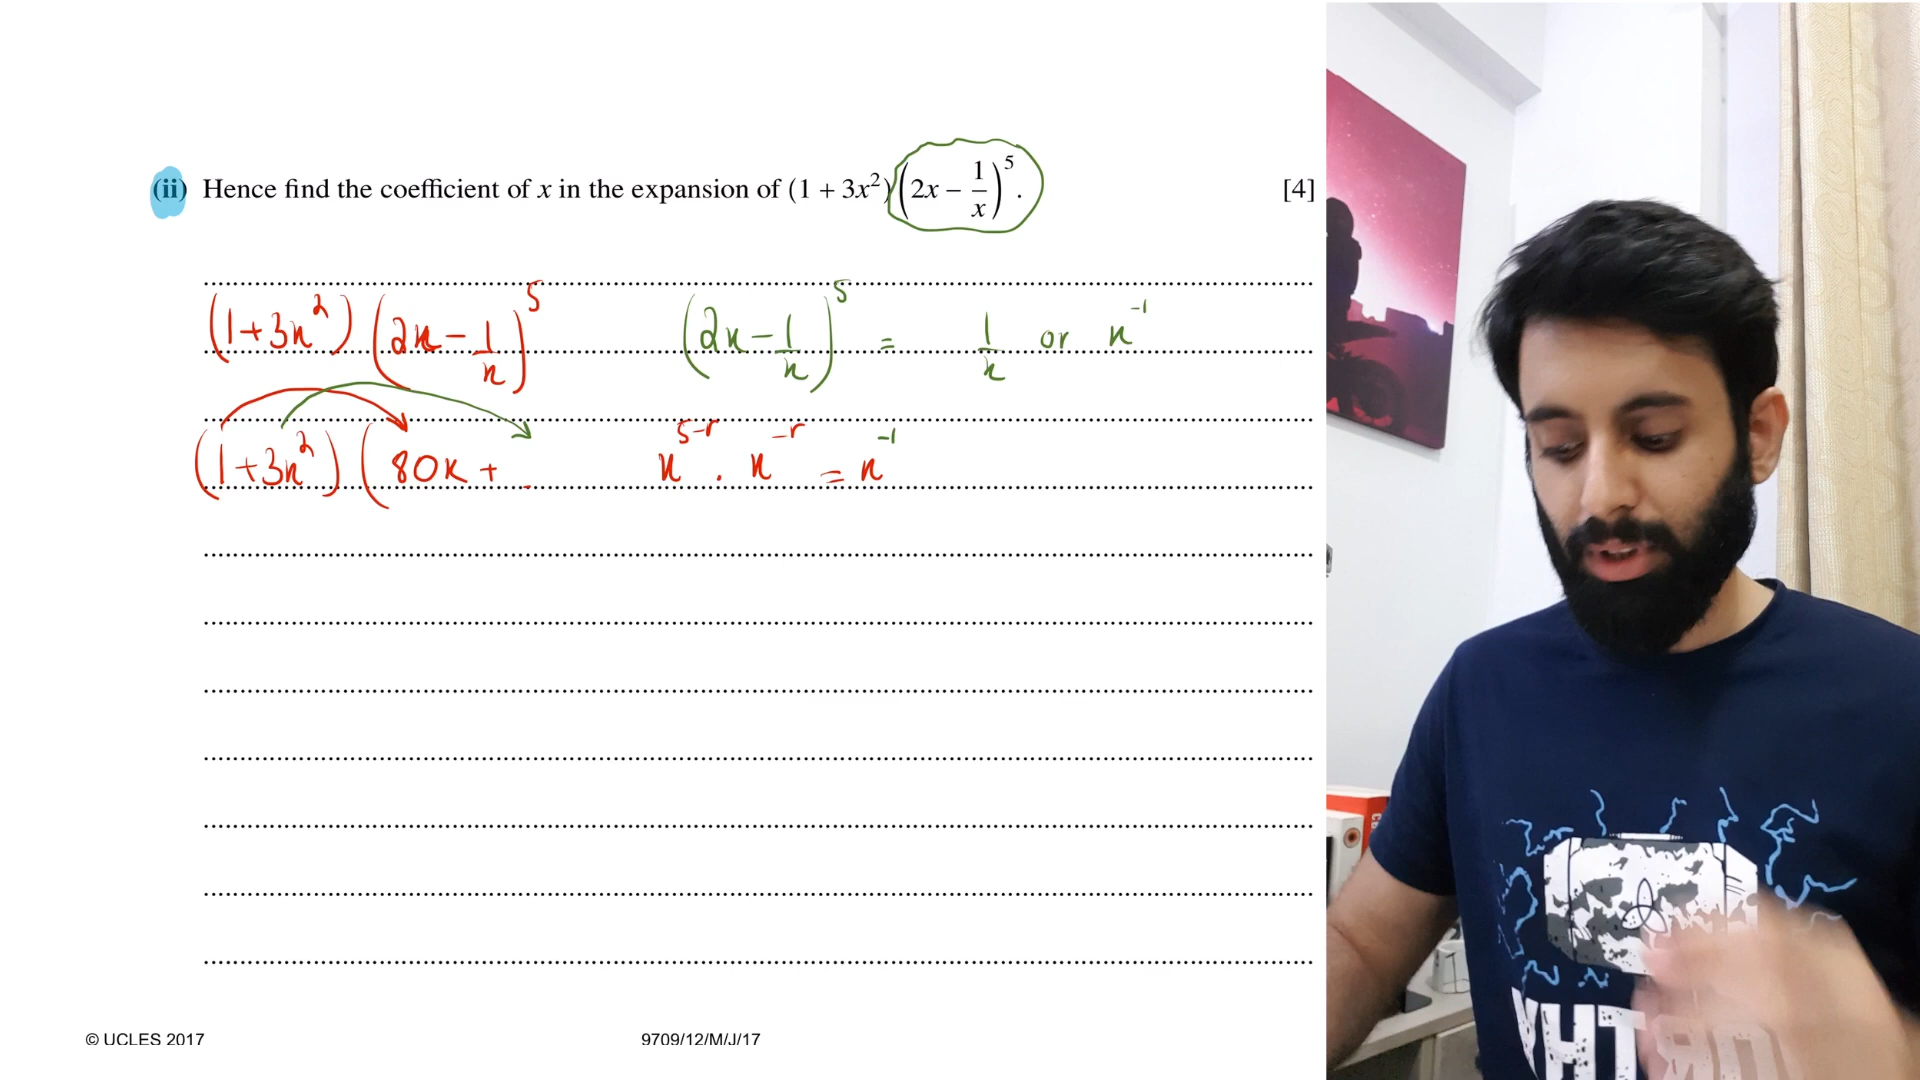 (ii) Hence find the coefficient of x in the expansion of (1 + 3x²)(2x − 1/x)⁵. [4]
(1+3x²)(2x−1/x)⁵ (2x−1/x)⁵ = 1/x or x⁻¹
(1+3x²)(80x + . x⁵⁻ʳ . x⁻ʳ = x⁻¹
© UCLES 2017 9709/12/M/J/17